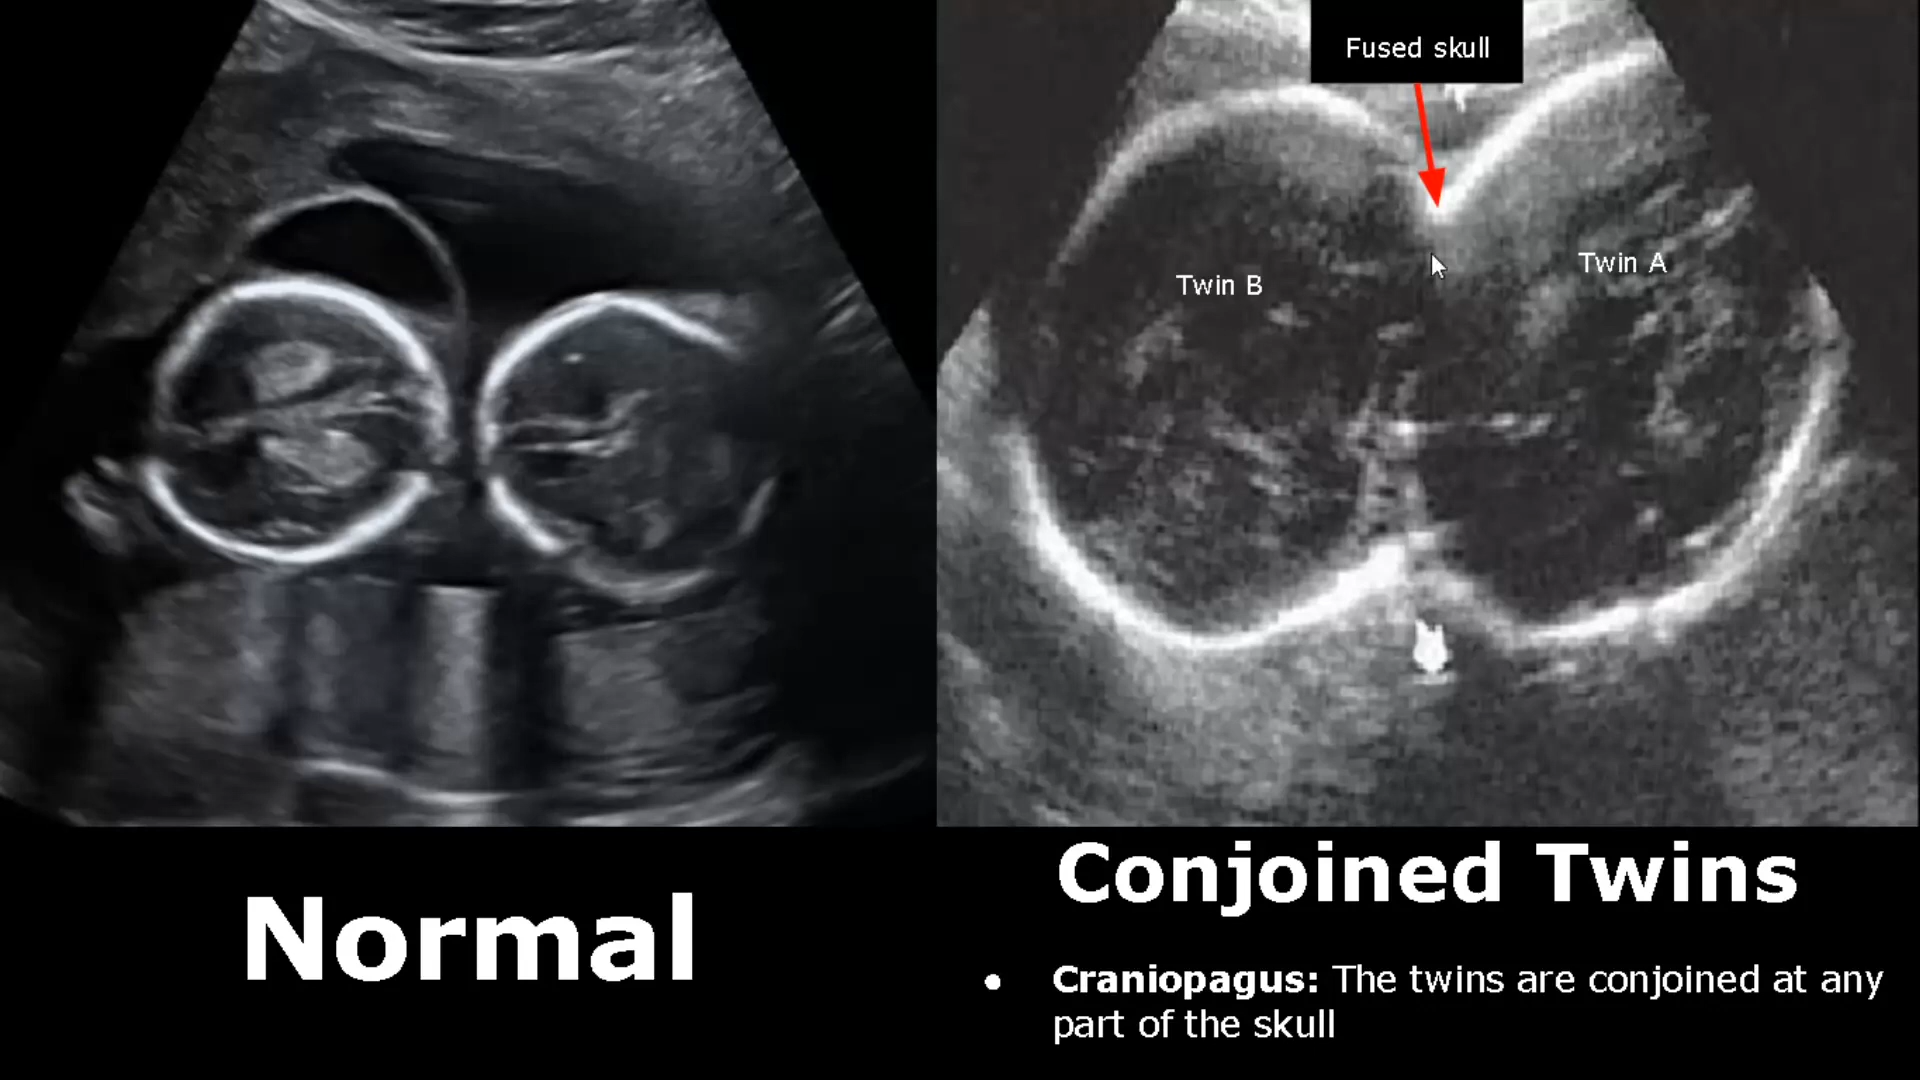 Fused skull
Twin B
Twin A
Normal
Conjoined Twins
• Craniopagus: The twins are conjoined at any
part of the skull